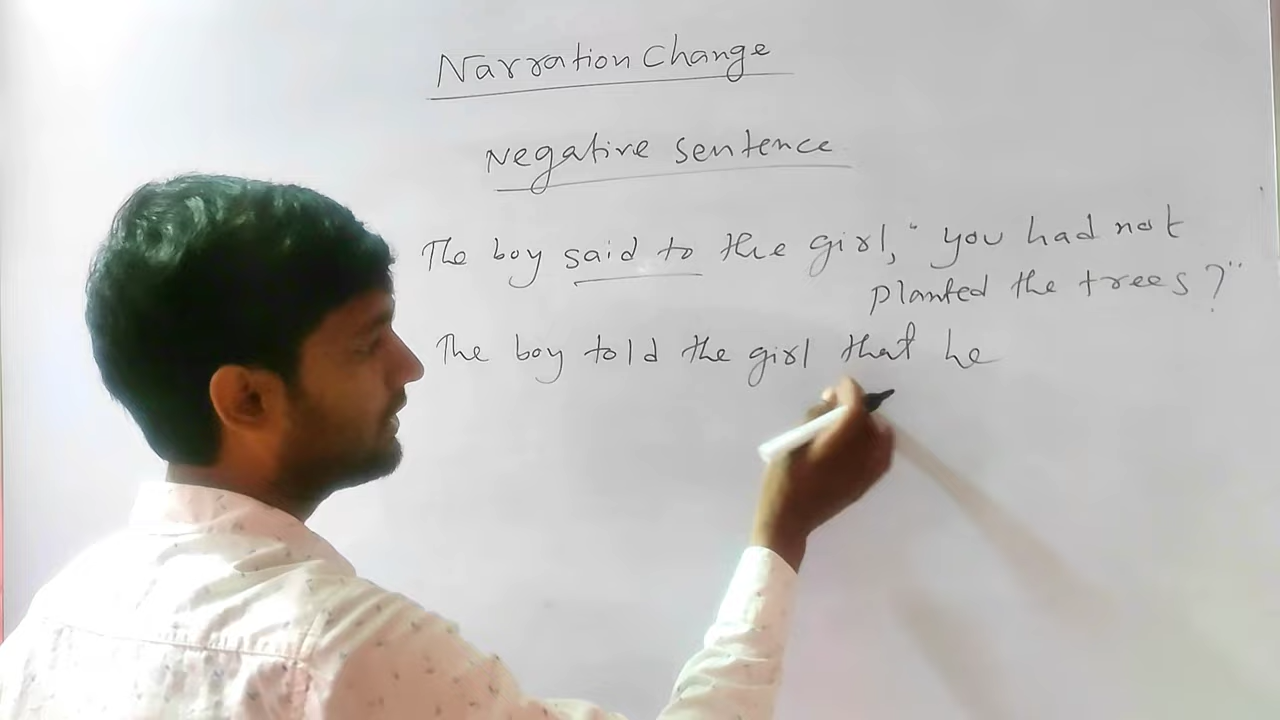 Narration Change
Negative sentence
The boy said to the girl, "you had not
planted the trees?"
The boy told the girl that he